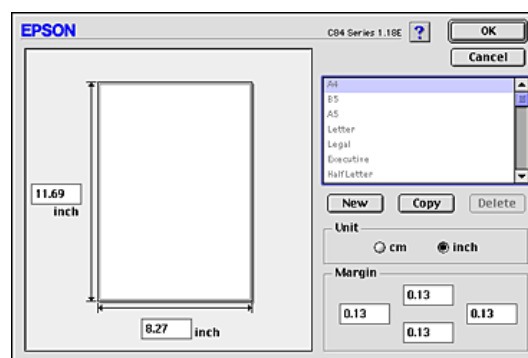 EPSON
C84 Series 1.18E
?
OK
Cancel
A4
B5
A5
Letter
Legal
Executive
HalfLetter
11.69
inch
8.27 inch
New Copy Delete
Unit
cm inch
Margin
0.13
0.13 0.13
0.13